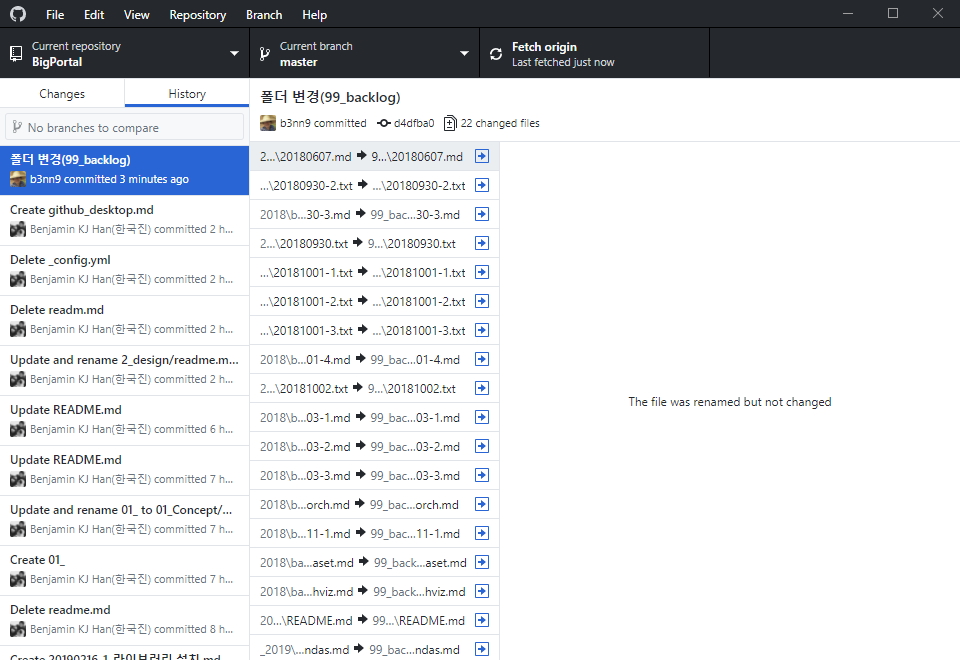 File Edit View Repository Branch Help
Current repository
BigPortal
Current branch
master
Fetch origin
Last fetched just now
Changes
History
No branches to compare
폴더 변경(99_backlog)
b3nn9 committed 3 minutes ago
Create github_desktop.md
Benjamin KJ Han(한국진) committed 2 h...
Delete _config.yml
Benjamin KJ Han(한국진) committed 2 h...
Delete readm.md
Benjamin KJ Han(한국진) committed 2 h...
Update and rename 2_design/readme.m...
Benjamin KJ Han(한국진) committed 2 h...
Update README.md
Benjamin KJ Han(한국진) committed 6 h...
Update README.md
Benjamin KJ Han(한국진) committed 7 h...
Update and rename 01_ to 01_Concept/...
Benjamin KJ Han(한국진) committed 7 h...
Create 01_
Benjamin KJ Han(한국진) committed 7 h...
Delete readme.md
Benjamin KJ Han(한국진) committed 8 h...
Create 20190216-1 라이브러리 설치.md
폴더 변경(99_backlog)
b3nn9 committed d4dfba0 22 changed files
2...\20180607.md → 9...\20180607.md
...\20180930-2.txt → ...\20180930-2.txt
2018\b...30-3.md → 99_bac...30-3.md
2...\20180930.txt → 9...\20180930.txt
...\20181001-1.txt → ...\20181001-1.txt
...\20181001-2.txt → ...\20181001-2.txt
...\20181001-3.txt → ...\20181001-3.txt
2018\b...01-4.md → 99_bac...01-4.md
2...\20181002.txt → 9...\20181002.txt
2018\b...03-1.md → 99_bac...03-1.md
2018\b...03-2.md → 99_bac...03-2.md
2018\b...03-3.md → 99_bac...03-3.md
2018\b...orch.md → 99_bac...orch.md
2018\b...11-1.md → 99_bac...11-1.md
2018\ba...aset.md → 99_back...aset.md
2018\ba...hviz.md → 99_back...hviz.md
20...\README.md → 99...\README.md
_2019\...ndas.md → 99_bac...ndas.md
The file was renamed but not changed